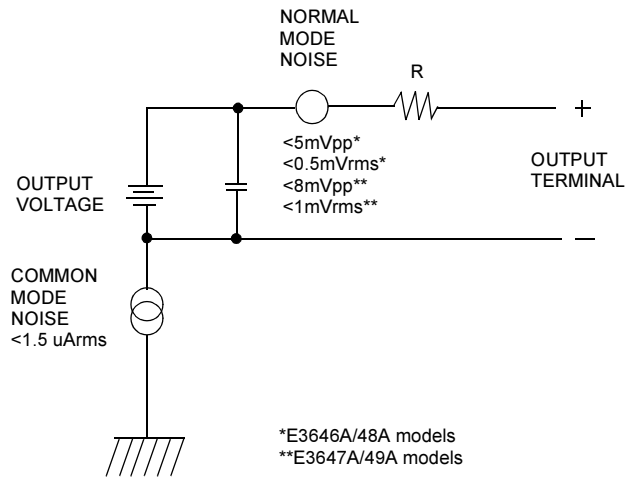 NORMAL
MODE
NOISE
R
+
<5mVpp*
<0.5mVrms*
<8mVpp**
<1mVrms**
OUTPUT
TERMINAL
OUTPUT
VOLTAGE
–
COMMON
MODE
NOISE
<1.5 uArms
*E3646A/48A models
**E3647A/49A models